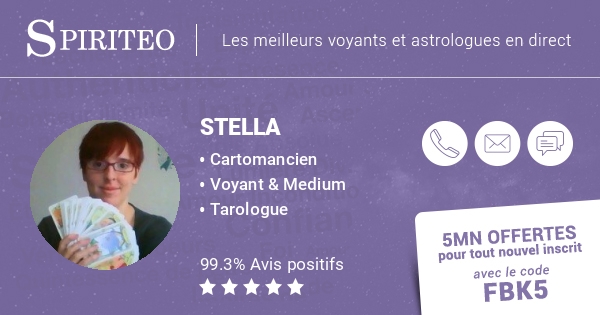 SPIRITEO
Les meilleurs voyants et astrologues en direct
STELLA
• Cartomancien
• Voyant & Medium
• Tarologue
99.3% Avis positifs
5MN OFFERTES
pour tout nouvel inscrit
avec le code
FBK5